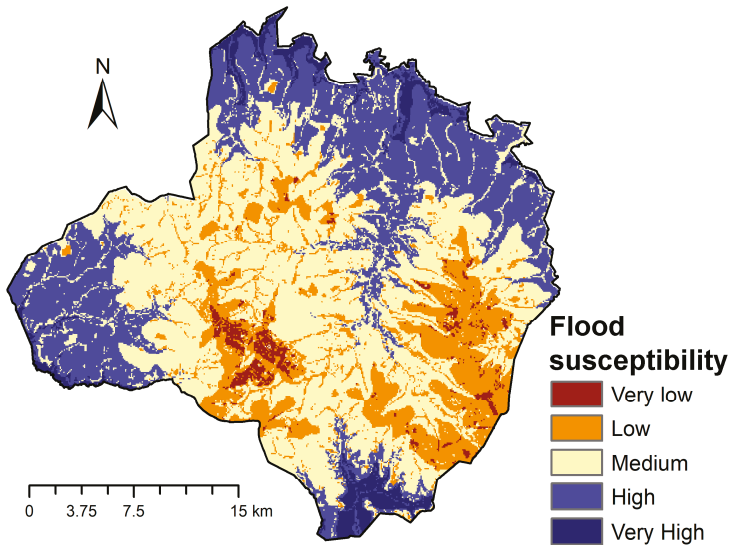 N
Flood
susceptibility
Very low
Low
Medium
High
Very High
0 3.75 7.5 15 km